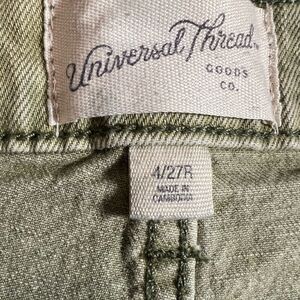 Universal Thread
GOODS
CO.
4/27R
MADE IN
CAMBODIA